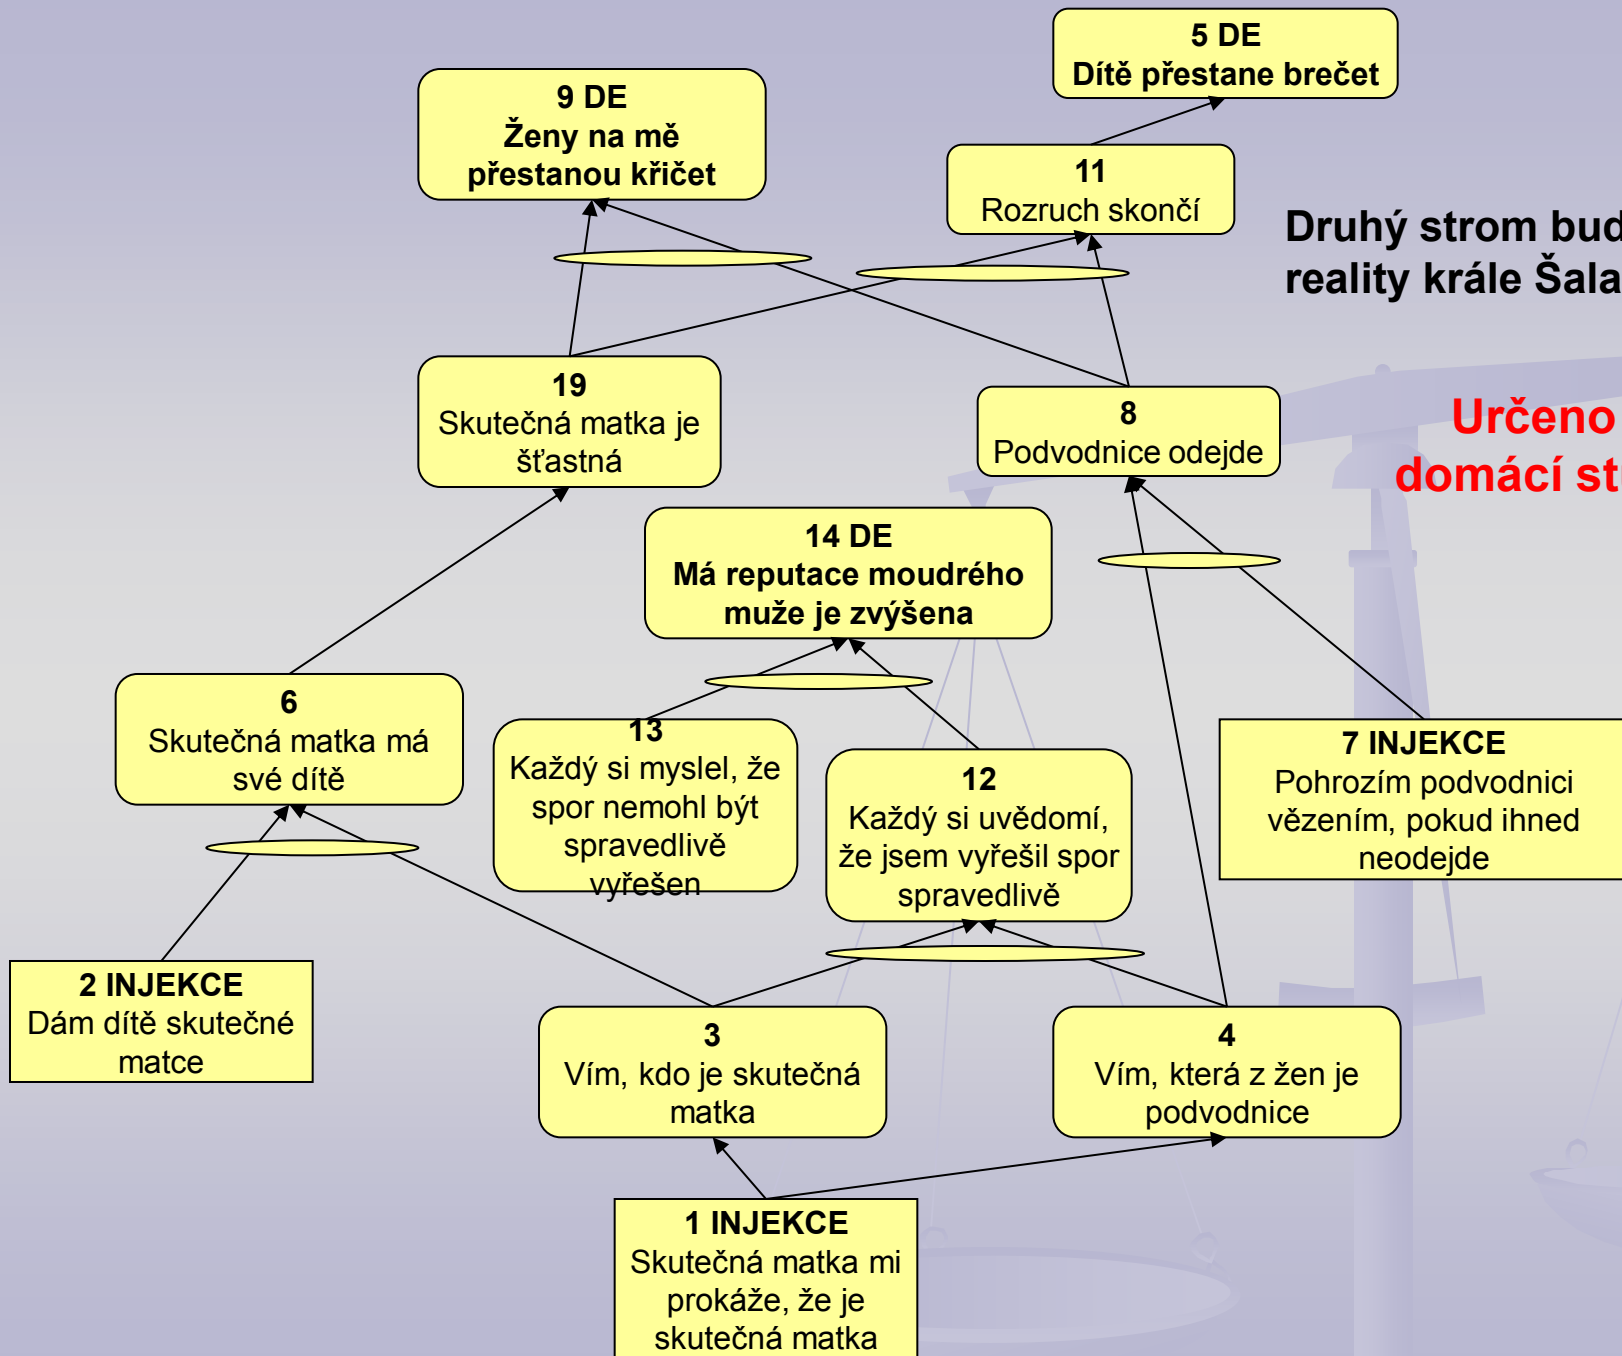 5 DE
Dítě přestane brečet
9 DE
Ženy na mě
přestanou křičet
11
Rozruch skončí
Druhý strom bud
reality krále Šala
19
Skutečná matka je
šťastná
8
Podvodnice odejde
Určeno
domácí stu
14 DE
Má reputace moudrého
muže je zvýšena
6
Skutečná matka má
své dítě
13
Každý si myslel, že
spor nemohl být
spravedlivě
vyřešen
12
Každý si uvědomí,
že jsem vyřešil spor
spravedlivě
7 INJEKCE
Pohrozím podvodnici
vězením, pokud ihned
neodejde
2 INJEKCE
Dám dítě skutečné
matce
3
Vím, kdo je skutečná
matka
4
Vím, která z žen je
podvodnice
1 INJEKCE
Skutečná matka mi
prokáže, že je
skutečná matka